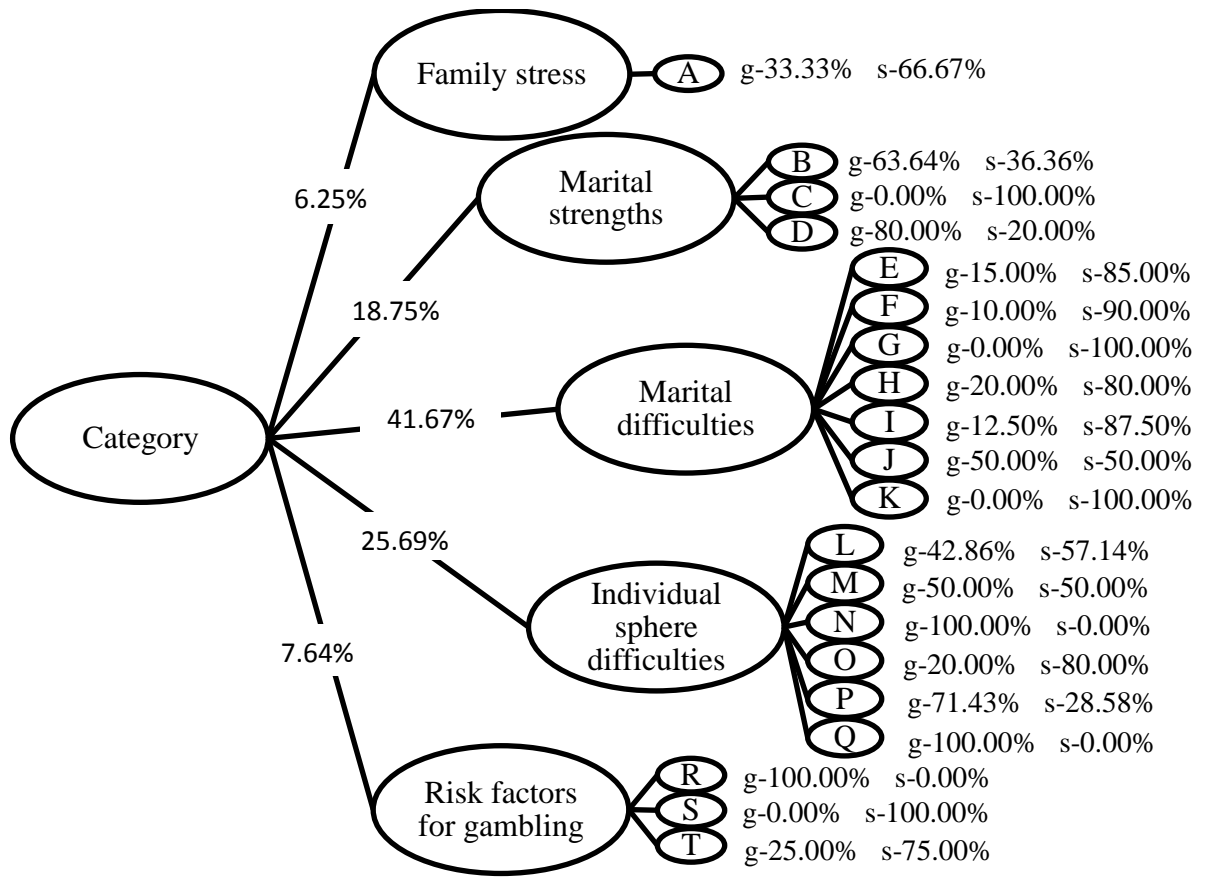 Family stress
A
g-33.33% s-66.67%
6.25%
Marital
strengths
B
g-63.64% s-36.36%
C
g-0.00% s-100.00%
D
g-80.00% s-20.00%
18.75%
Marital
difficulties
E
g-15.00% s-85.00%
F
g-10.00% s-90.00%
G
g-0.00% s-100.00%
H
g-20.00% s-80.00%
I
g-12.50% s-87.50%
J
g-50.00% s-50.00%
K
g-0.00% s-100.00%
41.67%
Category
25.69%
Individual
sphere
difficulties
L
g-42.86% s-57.14%
M
g-50.00% s-50.00%
N
g-100.00% s-0.00%
O
g-20.00% s-80.00%
P
g-71.43% s-28.58%
Q
g-100.00% s-0.00%
7.64%
Risk factors
for gambling
R
g-100.00% s-0.00%
S
g-0.00% s-100.00%
T
g-25.00% s-75.00%